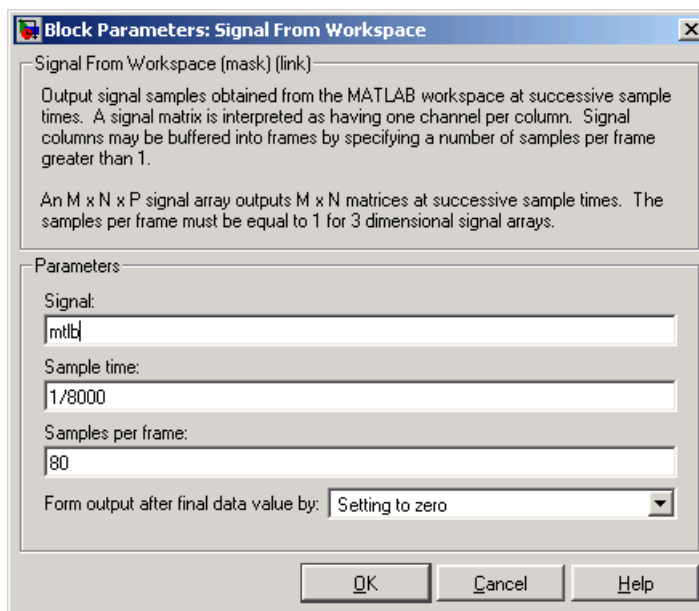 Block Parameters: Signal From Workspace
Signal From Workspace (mask) (link)
Output signal samples obtained from the MATLAB workspace at successive sample
times.  A signal matrix is interpreted as having one channel per column.  Signal
columns may be buffered into frames by specifying a number of samples per frame
greater than 1.
An M x N x P signal array outputs M x N matrices at successive sample times.  The
samples per frame must be equal to 1 for 3 dimensional signal arrays.
Parameters
Signal:
mtlb
Sample time:
1/8000
Samples per frame:
80
Form output after final data value by: Setting to zero
OK Cancel Help